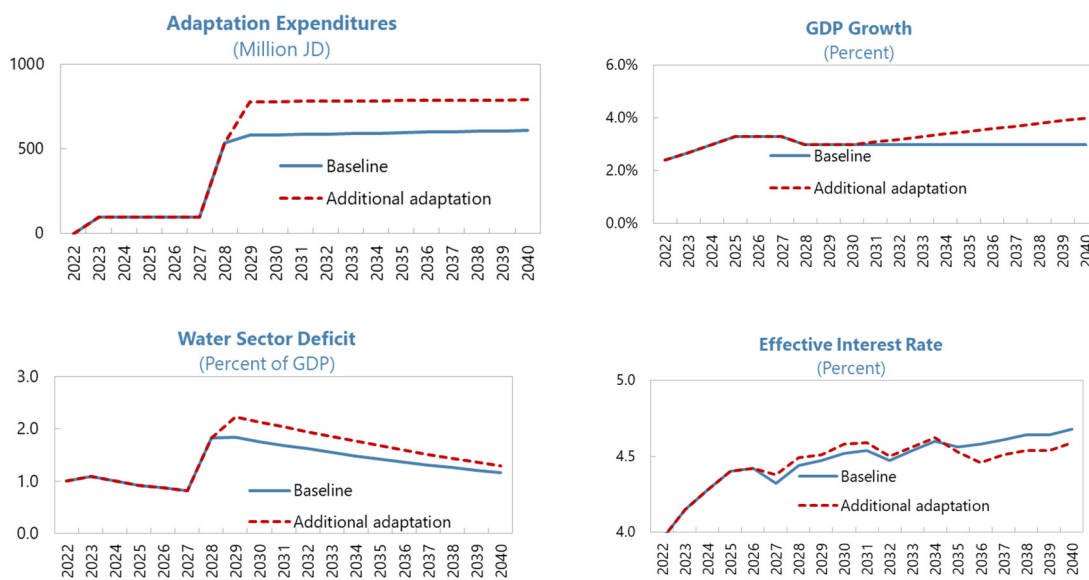 Adaptation Expenditures
(Million JD)
1000
500
0
Baseline
Additional adaptation
2022 2023 2024 2025 2026 2027 2028 2029 2030 2031 2032 2033 2034 2035 2036 2037 2038 2039 2040
GDP Growth
(Percent)
6.0%
4.0%
2.0%
0.0%
Baseline
Additional adaptation
2022 2023 2024 2025 2026 2027 2028 2029 2030 2031 2032 2033 2034 2035 2036 2037 2038 2039 2040
Water Sector Deficit
(Percent of GDP)
3.0
2.0
1.0
0.0
Baseline
Additional adaptation
2022 2023 2024 2025 2026 2027 2028 2029 2030 2031 2032 2033 2034 2035 2036 2037 2038 2039 2040
Effective Interest Rate
(Percent)
5.0
4.5
4.0
Baseline
Additional adaptation
2022 2023 2024 2025 2026 2027 2028 2029 2030 2031 2032 2033 2034 2035 2036 2037 2038 2039 2040